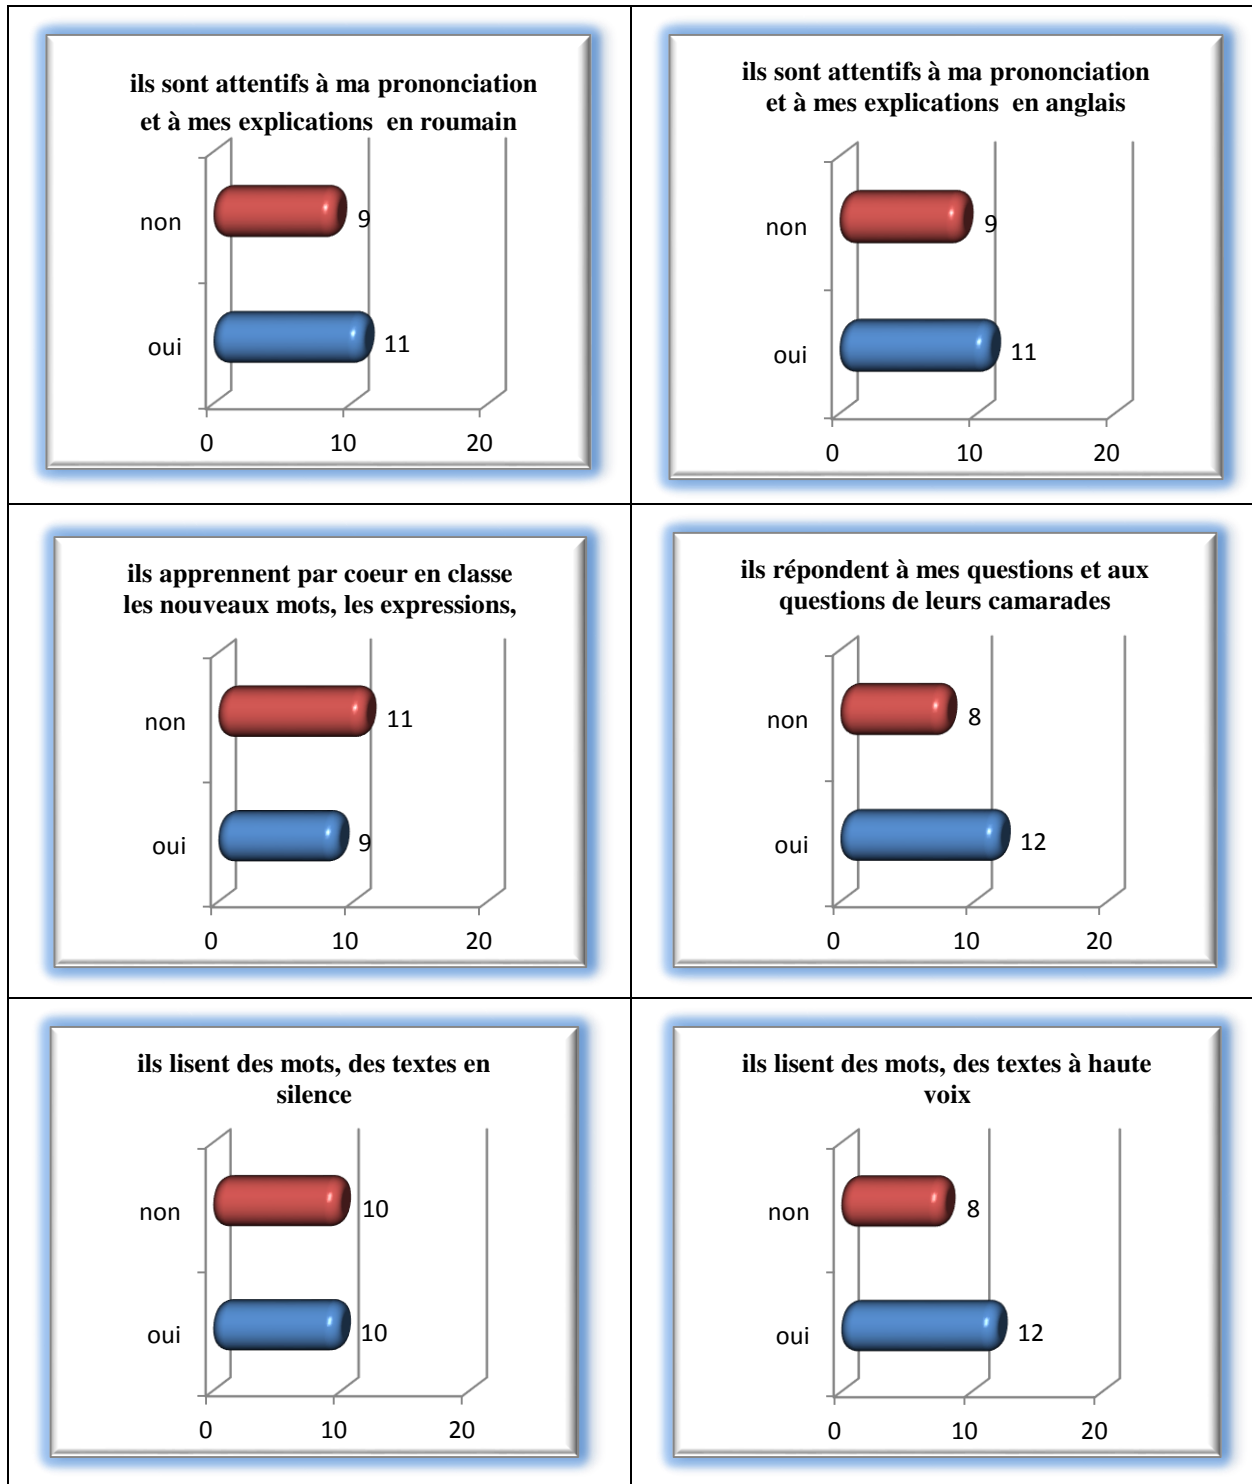 ils sont attentifs à ma prononciation
et à mes explications en roumain
non
9
oui
11
0 10 20
ils sont attentifs à ma prononciation
et à mes explications en anglais
non
9
oui
11
0 10 20
ils apprennent par coeur en classe
les nouveaux mots, les expressions,
non
11
oui
9
0 10 20
ils répondent à mes questions et aux
questions de leurs camarades
non
8
oui
12
0 10 20
ils lisent des mots, des textes en
silence
non
10
oui
10
0 10 20
ils lisent des mots, des textes à haute
voix
non
8
oui
12
0 10 20